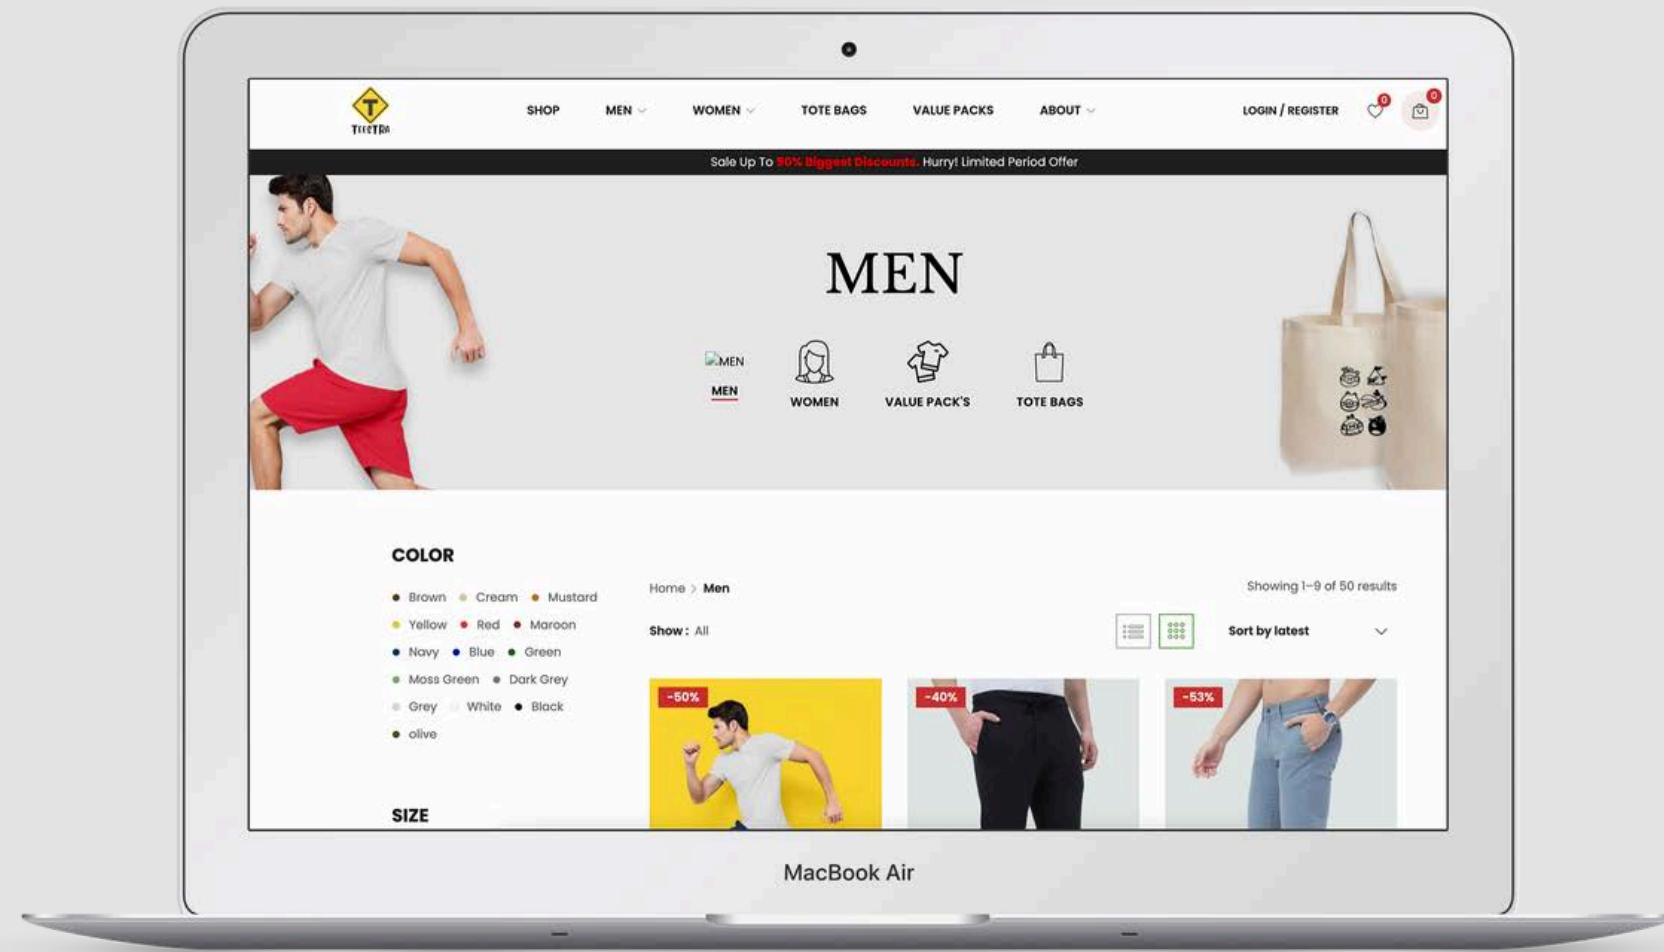 TEESTRA
SHOP MEN WOMEN TOTE BAGS VALUE PACKS ABOUT LOGIN / REGISTER 0 0
Sale Up To 90% Biggest Discounts. Hurry! Limited Period Offer
MEN
MEN
MEN WOMEN VALUE PACK'S TOTE BAGS
COLOR
Brown Cream Mustard
Yellow Red Maroon
Navy Blue Green
Moss Green Dark Grey
Grey White Black
olive
SIZE
Home > Men
Showing 1–9 of 50 results
Show : All
Sort by latest
-50% -40% -53%
MacBook Air